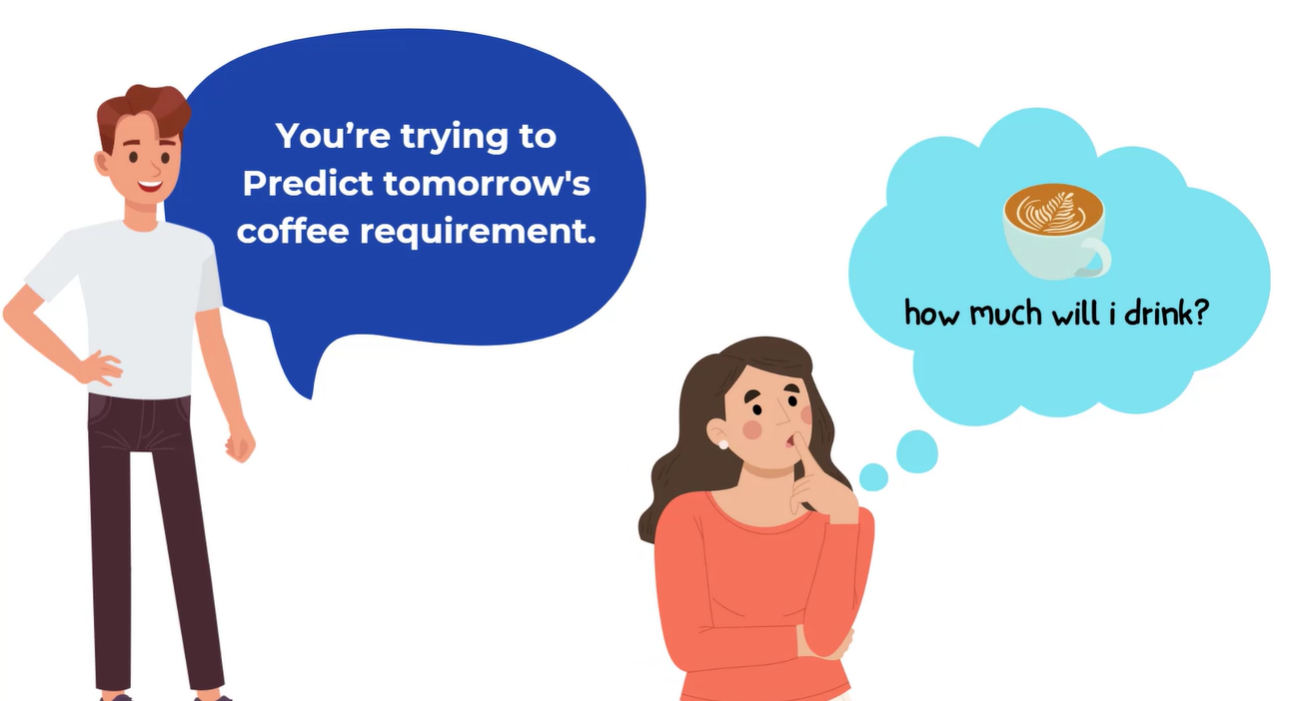 You’re trying to
Predict tomorrow's
coffee requirement.
how much will i drink?